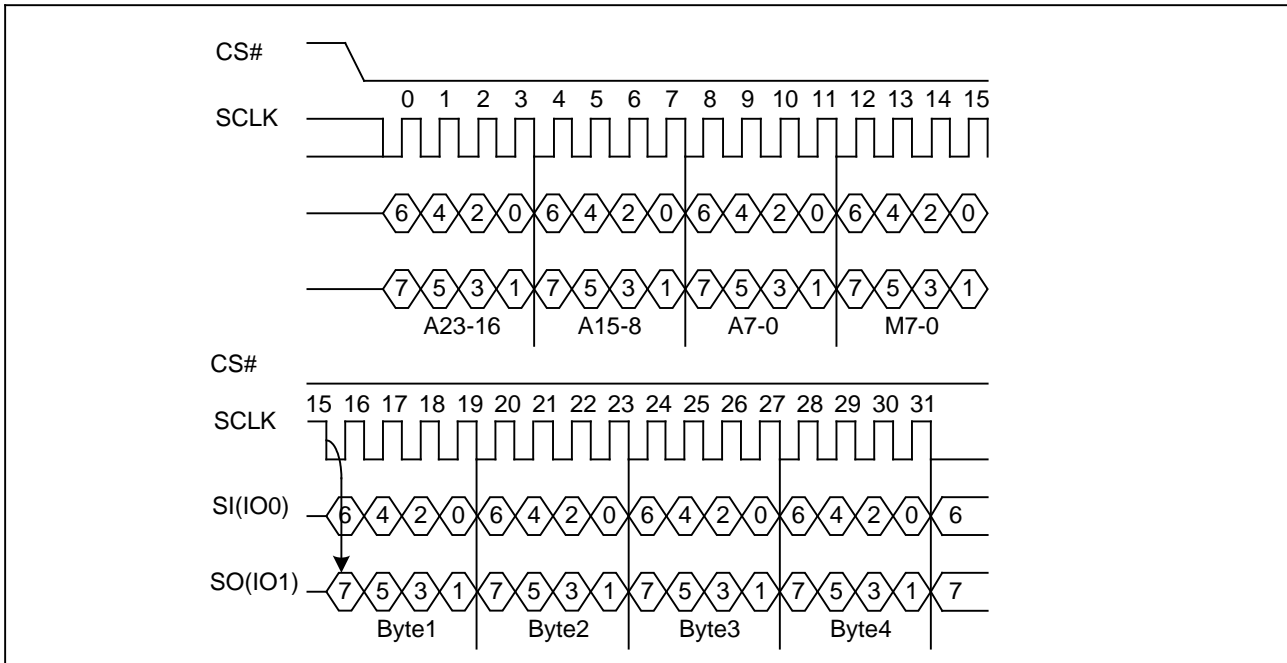 CS#
0 1 2 3 4 5 6 7 8 9 10 11 12 13 14 15
SCLK
6 4 2 0 6 4 2 0 6 4 2 0 6 4 2 0
7 5 3 1 7 5 3 1 7 5 3 1 7 5 3 1
A23-16 A15-8 A7-0 M7-0
CS#
15 16 17 18 19 20 21 22 23 24 25 26 27 28 29 30 31
SCLK
SI(IO0) 6 4 2 0 6 4 2 0 6 4 2 0 6 4 2 0 6
SO(IO1) 7 5 3 1 7 5 3 1 7 5 3 1 7 5 3 1 7
Byte1 Byte2 Byte3 Byte4